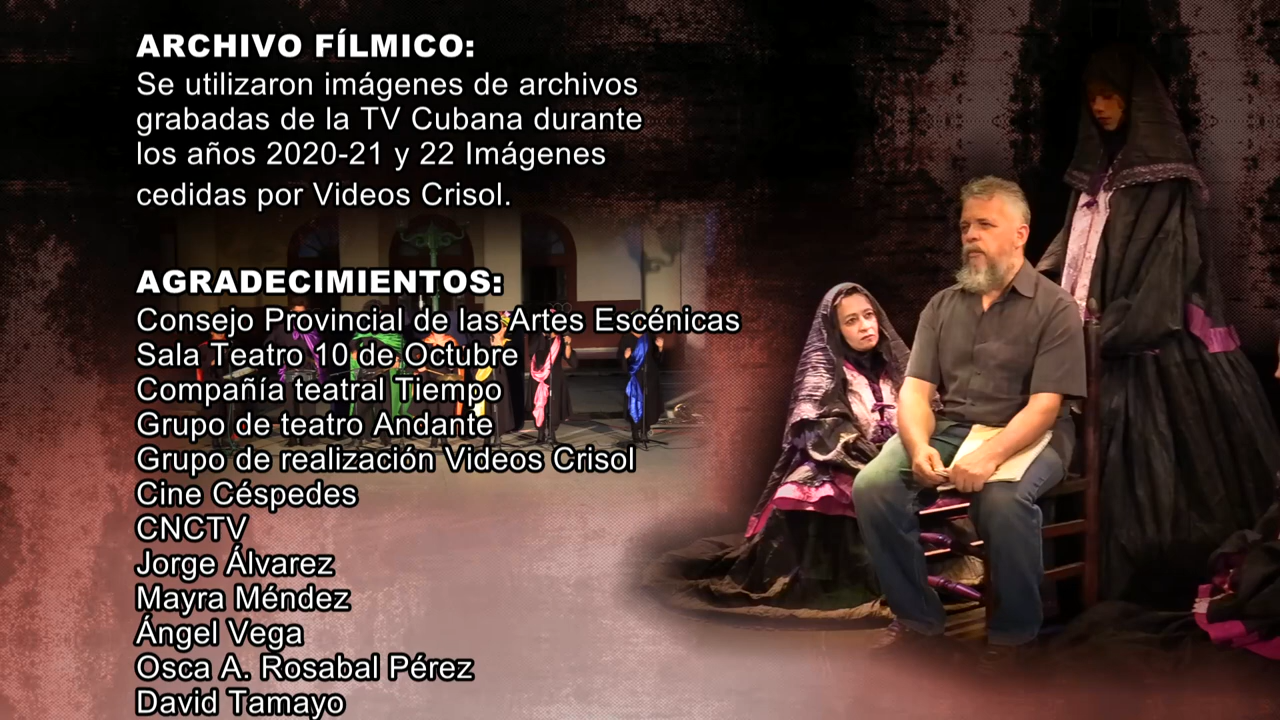 ARCHIVO FÍLMICO:
Se utilizaron imágenes de archivos
grabadas de la TV Cubana durante
los años 2020-21 y 22 Imágenes
cedidas por Videos Crisol.
AGRADECIMIENTOS:
Consejo Provincial de las Artes Escénicas
Sala Teatro 10 de Octubre
Compañía teatral Tiempo
Grupo de teatro Andante
Grupo de realización Videos Crisol
Cine Céspedes
CNCTV
Jorge Álvarez
Mayra Méndez
Ángel Vega
Osca A. Rosabal Pérez
David Tamayo